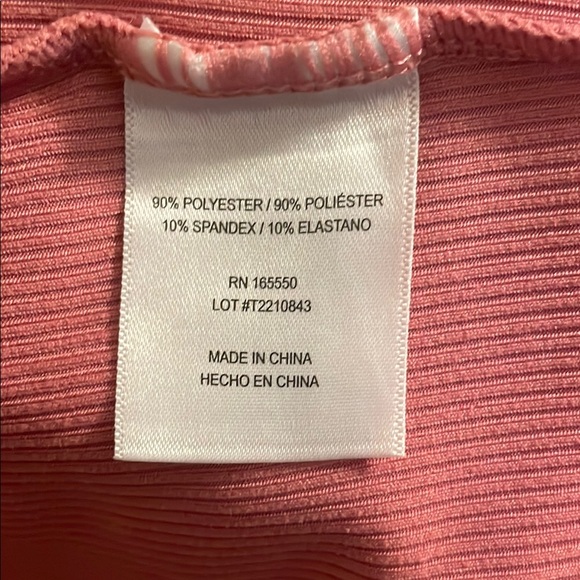 90% POLYESTER / 90% POLIÉSTER
10% SPANDEX / 10% ELASTANO
RN 165550
LOT #T2210843
MADE IN CHINA
HECHO EN CHINA